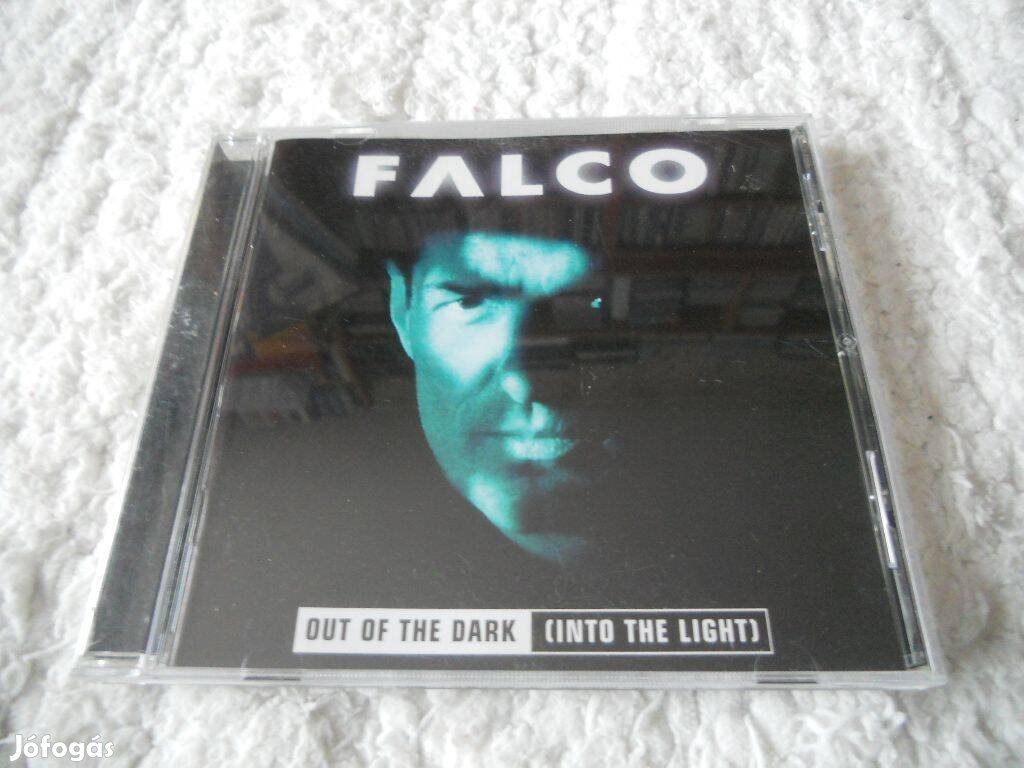 FALCO
OUT OF THE DARK (INTO THE LIGHT)
Jófogás